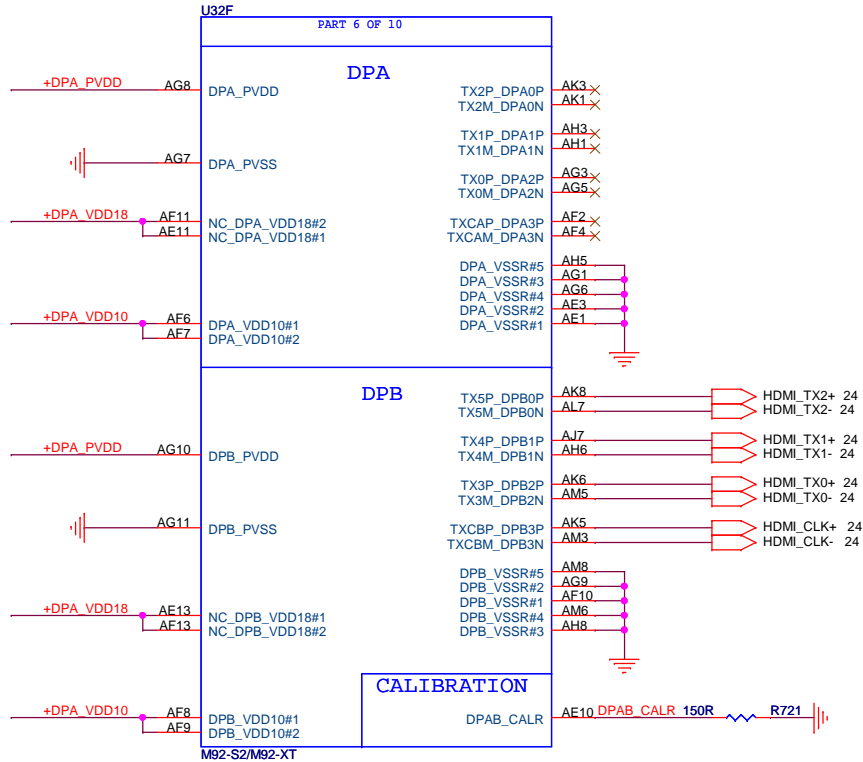 U32F
PART 6 OF 10
DPA
+DPA_PVDD AG8 DPA_PVDD TX2P_DPA0P AK3
TX2M_DPA0N AK1
TX1P_DPA1P AH3
TX1M_DPA1N AH1
AG7 DPA_PVSS
TX0P_DPA2P AG3
TX0M_DPA2N AG5
+DPA_VDD18 AF11 NC_DPA_VDD18#2 TXCAP_DPA3P AF2
AE11 NC_DPA_VDD18#1 TXCAM_DPA3N AF4
DPA_VSSR#5 AH5
DPA_VSSR#3 AG1
DPA_VSSR#4 AG6
DPA_VSSR#2 AE3
+DPA_VDD10 AF6 DPA_VDD10#1 DPA_VSSR#1 AE1
AF7 DPA_VDD10#2
DPB
TX5P_DPB0P AK8 HDMI_TX2+ 24
TX5M_DPB0N AL7 HDMI_TX2- 24
TX4P_DPB1P AJ7 HDMI_TX1+ 24
+DPA_PVDD AG10 DPB_PVDD TX4M_DPB1N AH6 HDMI_TX1- 24
TX3P_DPB2P AK6 HDMI_TX0+ 24
TX3M_DPB2N AM5 HDMI_TX0- 24
AG11 DPB_PVSS TXCBP_DPB3P AK5 HDMI_CLK+ 24
TXCBM_DPB3N AM3 HDMI_CLK- 24
DPB_VSSR#5 AM8
DPB_VSSR#2 AG9
DPB_VSSR#1 AF10
+DPA_VDD18 AE13 NC_DPB_VDD18#1 DPB_VSSR#4 AM6
AF13 NC_DPB_VDD18#2 DPB_VSSR#3 AH8
CALIBRATION
+DPA_VDD10 AF8 DPB_VDD10#1 DPAB_CALR AE10 DPAB_CALR 150R R721
AF9 DPB_VDD10#2
M92-S2/M92-XT